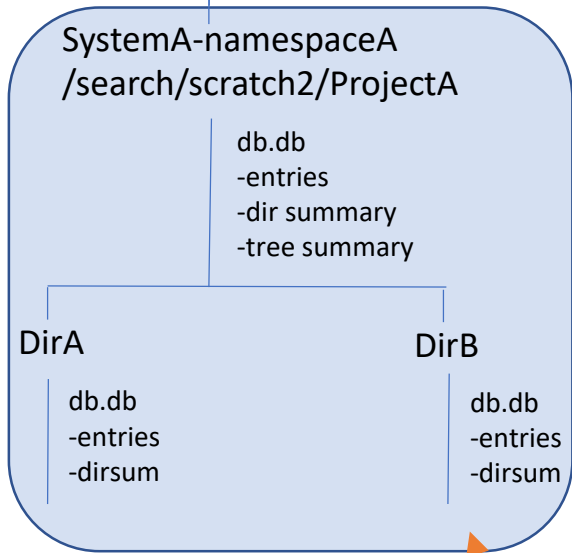 SystemA-namespaceA
/search/scratch2/ProjectA
db.db
-entries
-dir summary
-tree summary
DirA
db.db
-entries
-dirsum
DirB
db.db
-entries
-dirsum